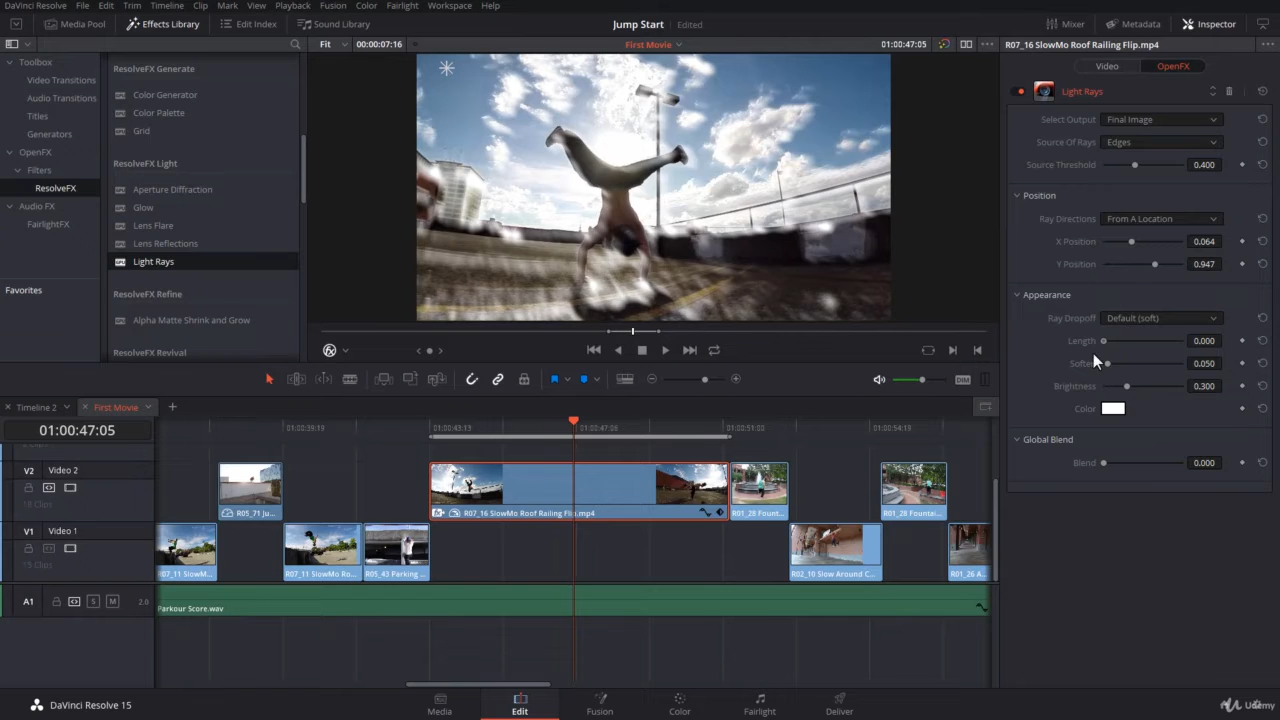 DaVinci Resolve File Edit Trim Timeline Clip Mark View Playback Fusion Color Fairlight Workspace Help
Media Pool Effects Library Edit Index Sound Library Jump Start Edited Mixer Metadata Inspector
Fit 00:00:07:16 First Movie 01:00:47:05 R07_16 SlowMo Roof Railing Flip.mp4
Toolbox
Video Transitions
Audio Transitions
Titles
Generators
OpenFX
Filters
ResolveFX
Audio FX
FairlightFX
Favorites
ResolveFX Generate
Color Generator
Color Palette
Grid
ResolveFX Light
Aperture Diffraction
Glow
Lens Flare
Lens Reflections
Light Rays
ResolveFX Refine
Alpha Matte Shrink and Grow
ResolveFX Revival
Video OpenFX
Light Rays
Select Output Final Image
Source Of Rays Edges
Source Threshold 0.400
Position
Ray Directions From A Location
X Position 0.064
Y Position 0.947
Appearance
Ray Dropoff Default (soft)
Length 0.000
Soften 0.050
Brightness 0.300
Color
Global Blend
Blend 0.000
DIM
Timeline 2 First Movie
01:00:47:05 01:00:39:19 01:00:43:13 01:00:47:06 01:00:51:00 01:00:54:19
V2 Video 2
18 Clips
R05_71 Ju... R07_16 SlowMo Roof Railing Flip.mp4 R01_28 Fount... R01_28 Fountai...
V1 Video 1
15 Clips
R07_11 SlowM... R07_11 SlowMo Ro... R05_43 Parking ... R02_10 Slow Around C... R01_26 A...
A1 S M 2.0
Parkour Score.wav
DaVinci Resolve 15 Media Edit Fusion Color Fairlight Deliver
Udemy